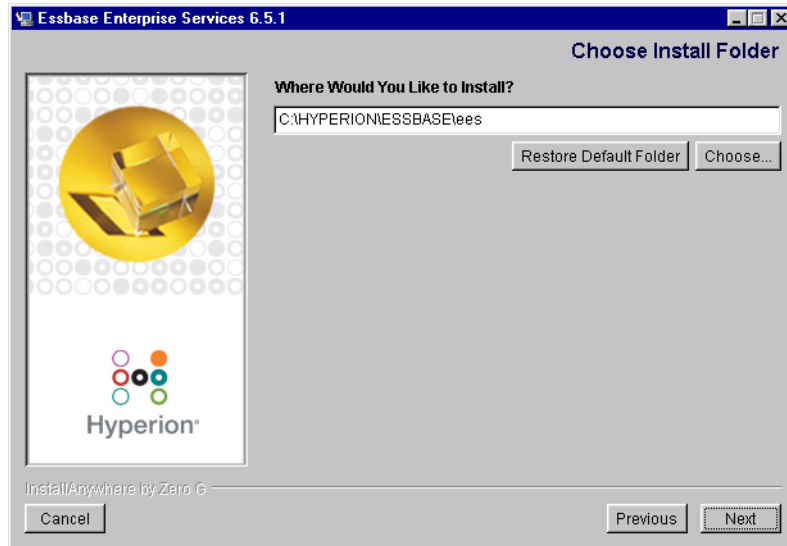 Essbase Enterprise Services 6.5.1
Choose Install Folder
Where Would You Like to Install?
C:\HYPERION\ESSBASE\ees
Restore Default Folder Choose...
Hyperion®
InstallAnywhere by Zero G
Cancel Previous Next